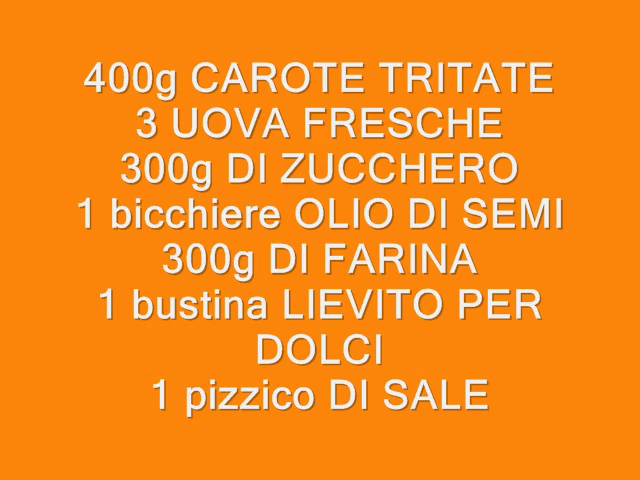 400g CAROTE TRITATE
3 UOVA FRESCHE
300g DI ZUCCHERO
1 bicchiere OLIO DI SEMI
300g DI FARINA
1 bustina LIEVITO PER
DOLCI
1 pizzico DI SALE